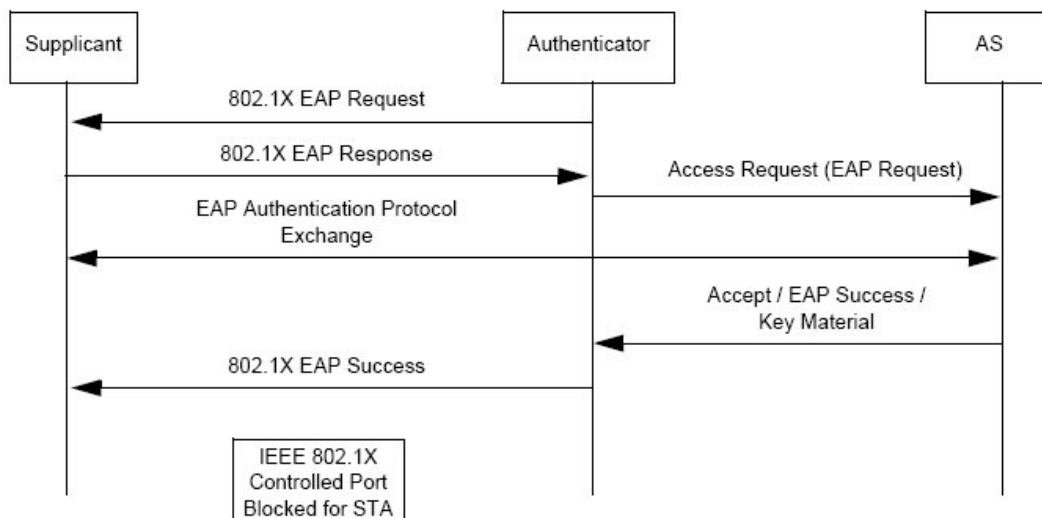 Supplicant
Authenticator
AS
802.1X EAP Request
802.1X EAP Response
Access Request (EAP Request)
EAP Authentication Protocol
Exchange
Accept / EAP Success /
Key Material
802.1X EAP Success
IEEE 802.1X
Controlled Port
Blocked for STA